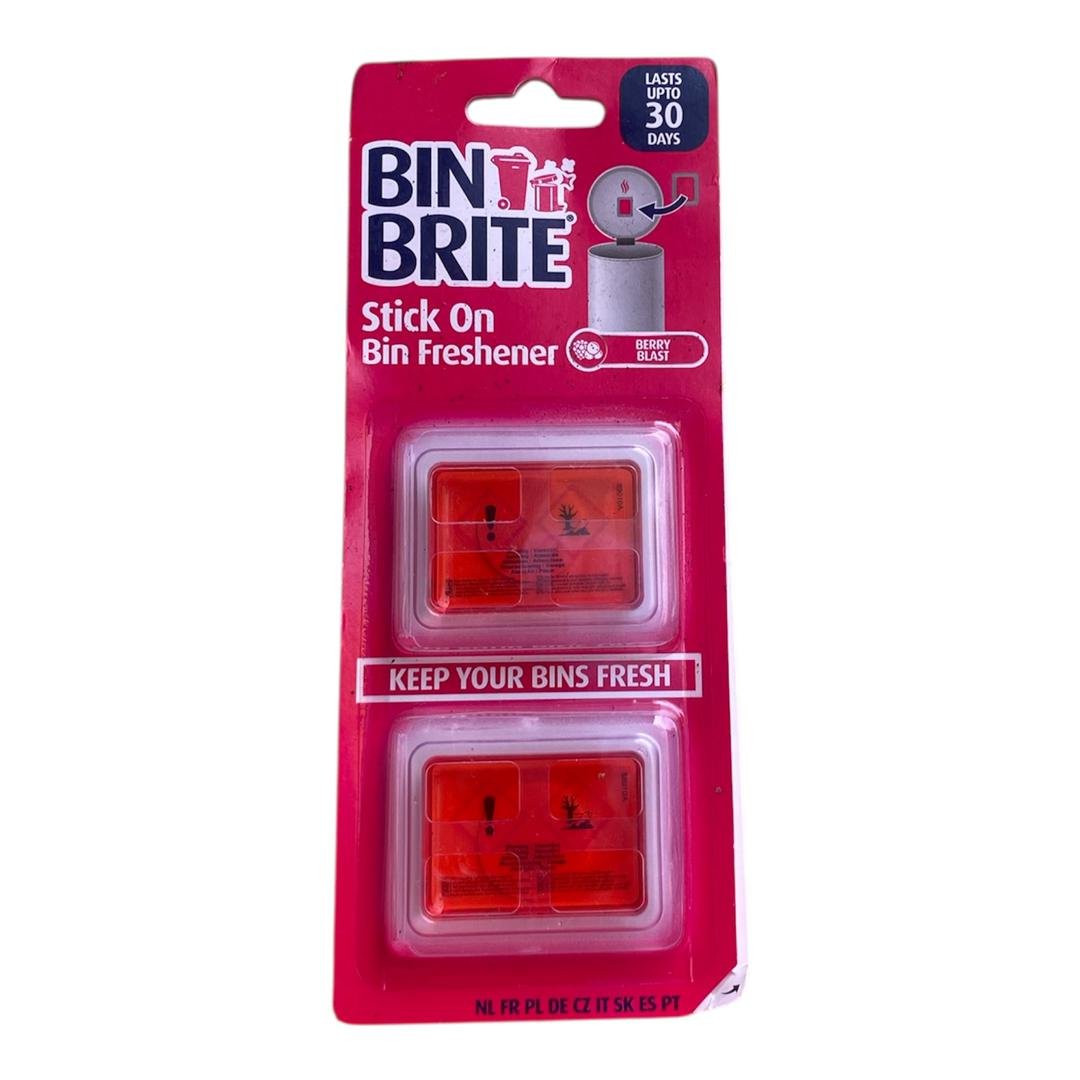 LASTS
UPTO
30
DAYS
BIN
BRITE®
Stick On
Bin Freshener
BERRY
BLAST
KEEP YOUR BINS FRESH
NL FR PL DE CZ IT SK ES PT